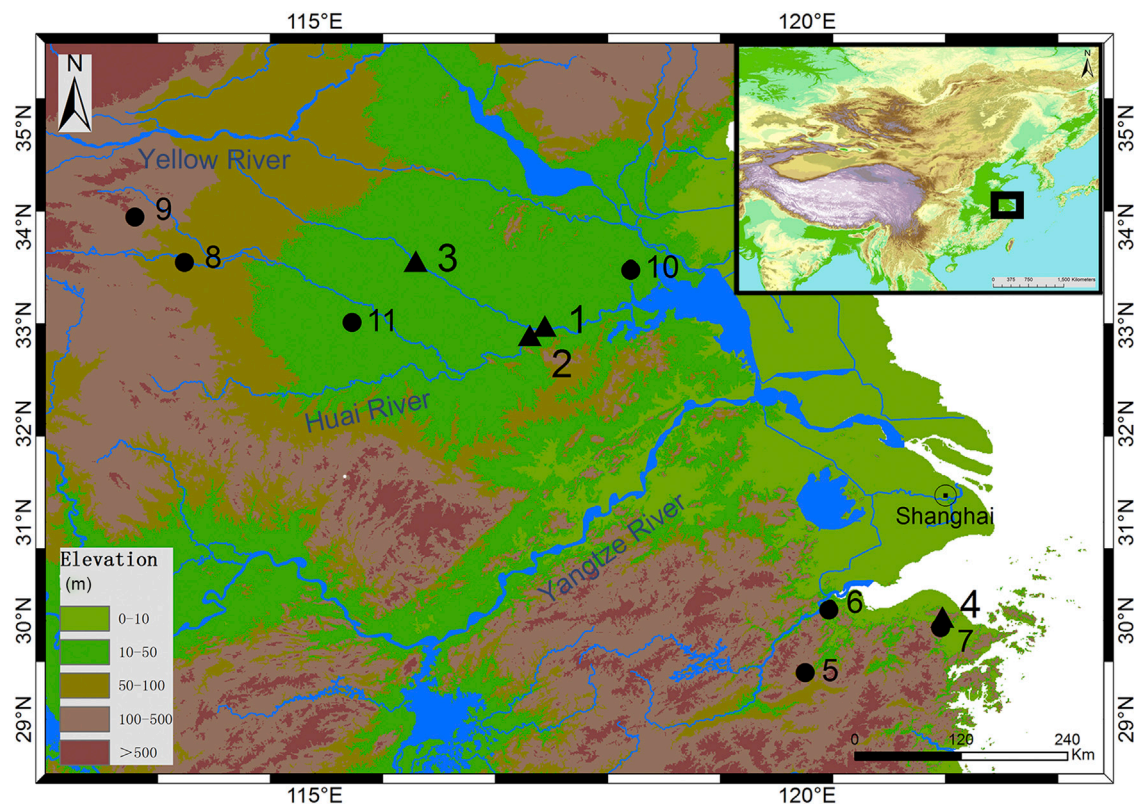 115°E 120°E
N
N
35°N
35°N
Yellow River
34°N
34°N
9
8
3
10
0 375 750 1,500 Kilometers
33°N
33°N
11
1
2
Huai River
32°N
32°N
31°N
31°N
Shanghai
Yangtze River
Elevation
(m)
0-10
10-50
50-100
100-500
>500
30°N
30°N
6
4
7
5
29°N
29°N
0 120 240
Km
115°E 120°E